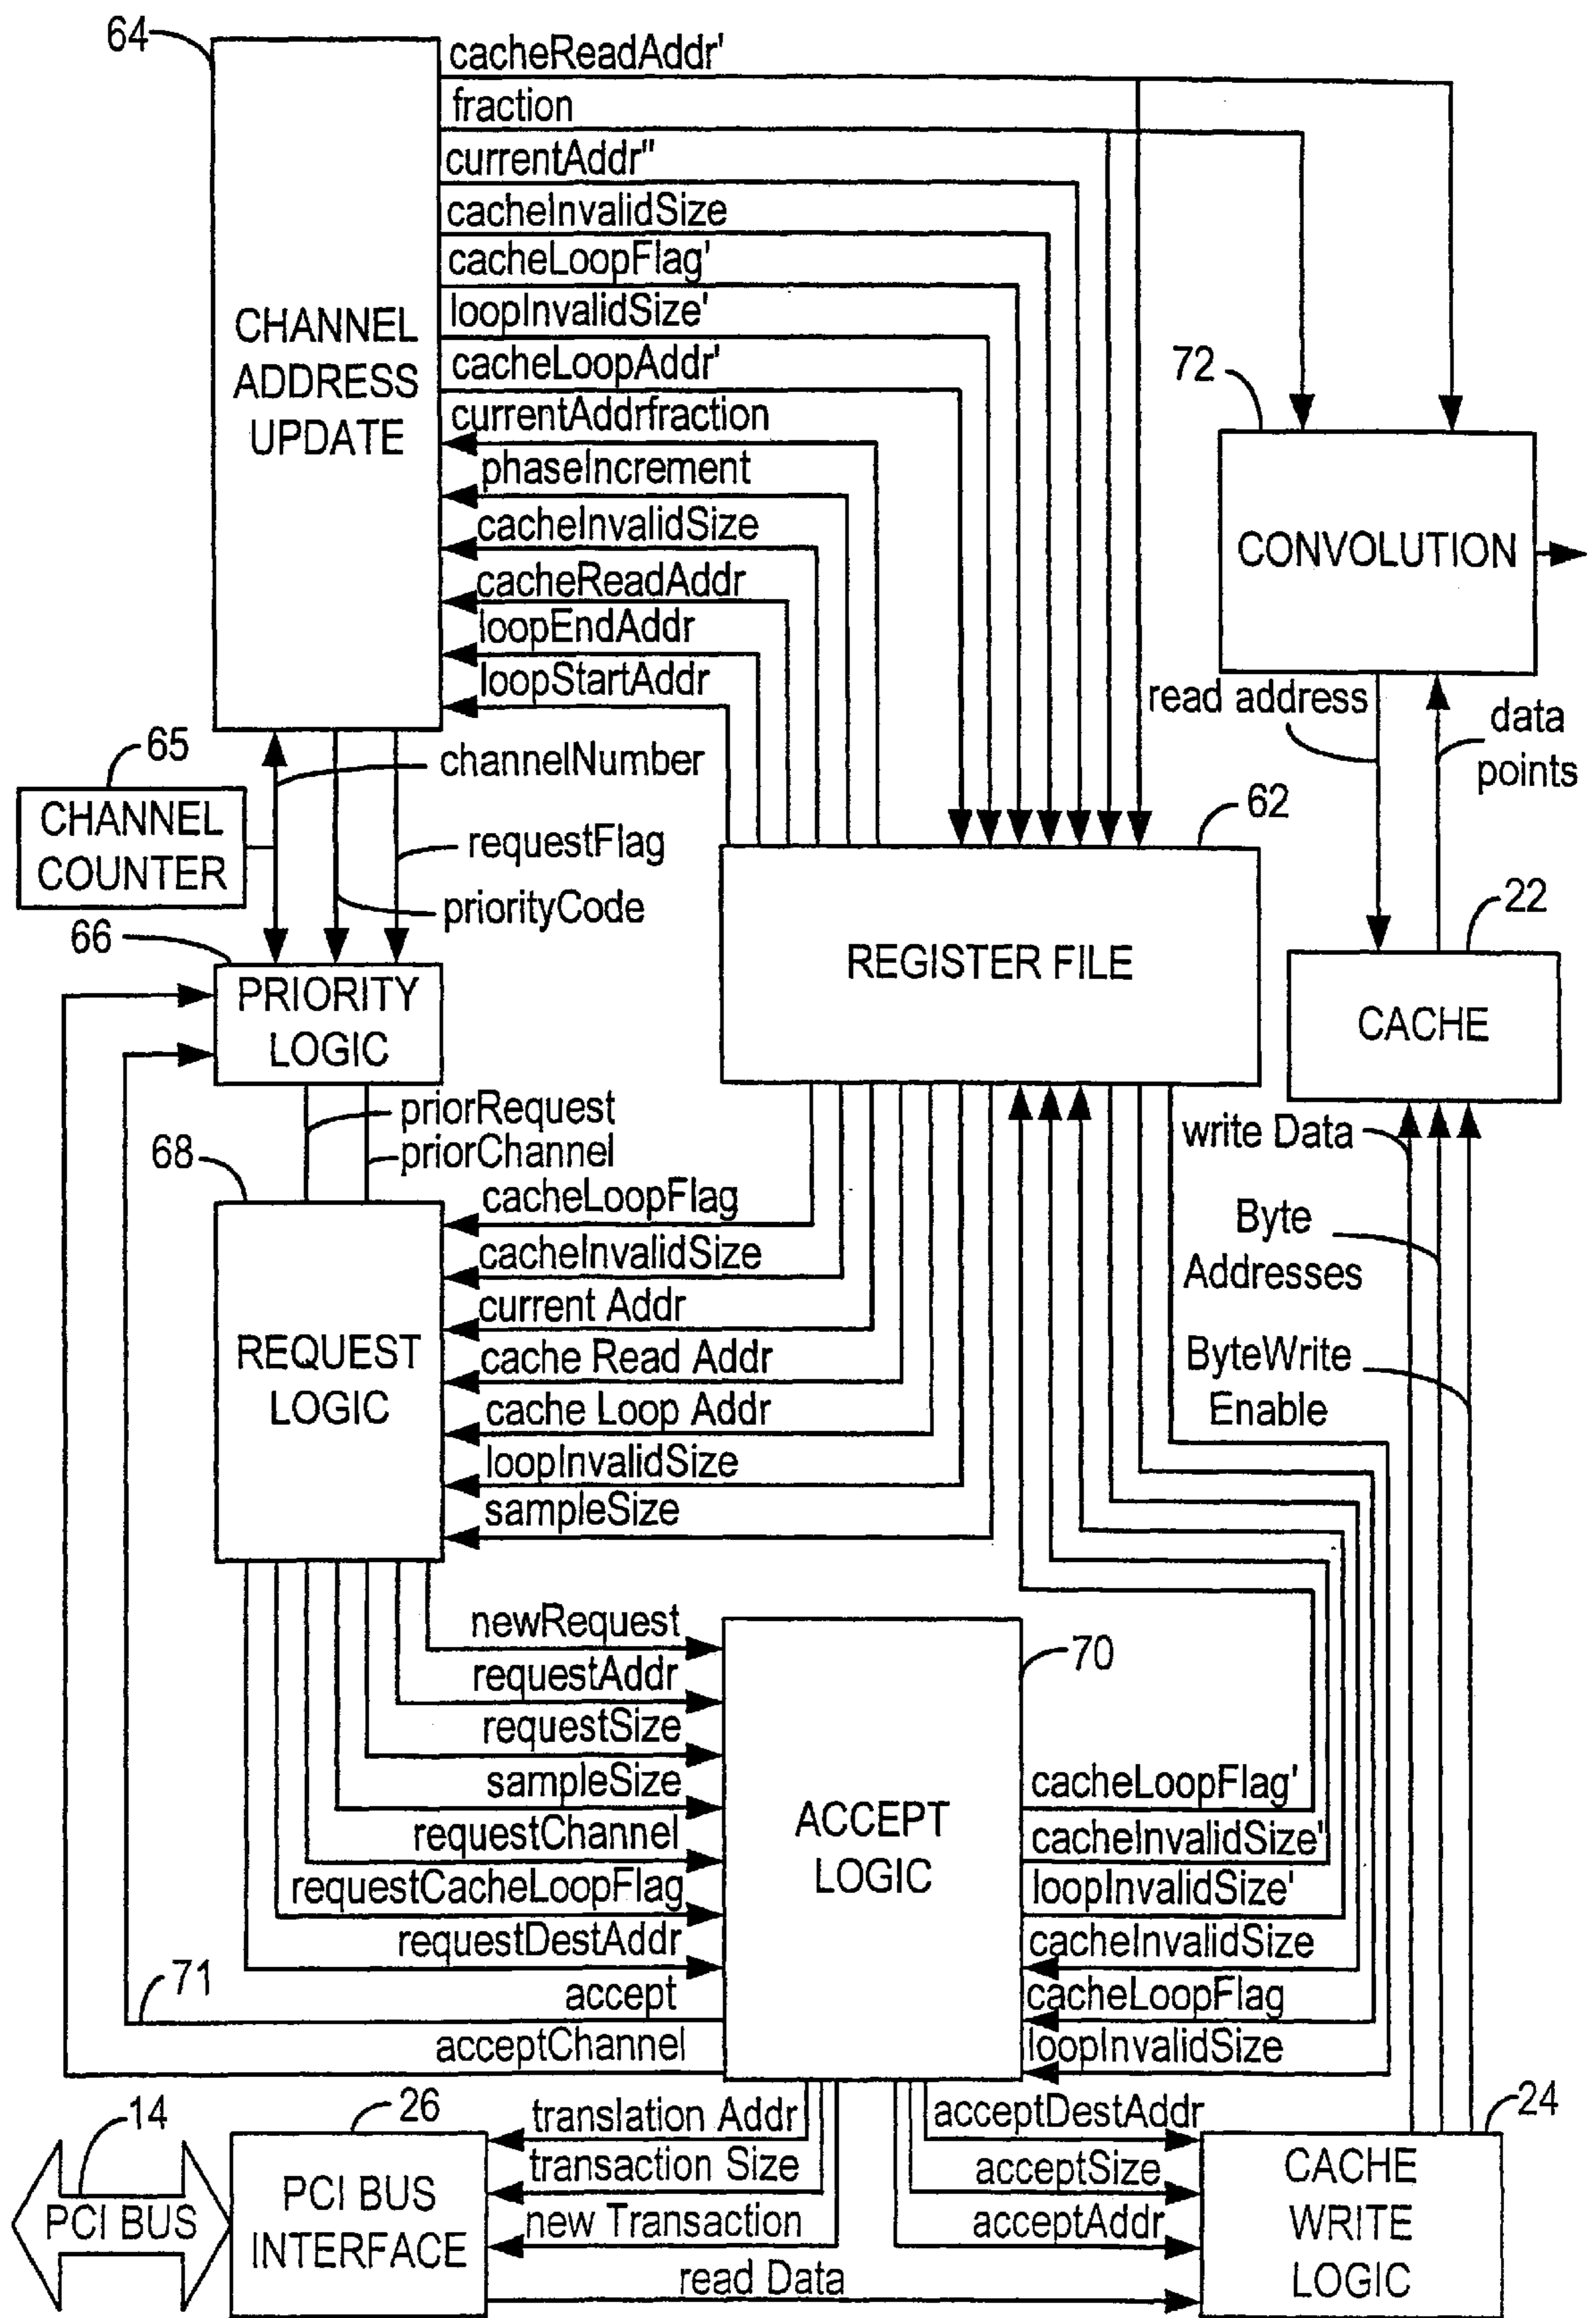 64
cacheReadAddr'
fraction
currentAddr"
cacheInvalidSize
cacheLoopFlag'
loopInvalidSize'
cacheLoopAddr'
currentAddrfraction
phaseIncrement
cacheInvalidSize
cacheReadAddr
loopEndAddr
loopStartAddr
CHANNEL
ADDRESS
UPDATE
72
CONVOLUTION
read address
data
points
65
CHANNEL
COUNTER
channelNumber
requestFlag
priorityCode
62
REGISTER FILE
22
CACHE
66
PRIORITY
LOGIC
priorRequest
priorChannel
68
REQUEST
LOGIC
cacheLoopFlag
cacheInvalidSize
current Addr
cache Read Addr
cache Loop Addr
loopInvalidSize
sampleSize
write Data
Byte
Addresses
ByteWrite
Enable
newRequest
requestAddr
requestSize
sampleSize
requestChannel
requestCacheLoopFlag
requestDestAddr
accept
acceptChannel
71
70
ACCEPT
LOGIC
cacheLoopFlag'
cacheInvalidSize'
loopInvalidSize'
cacheInvalidSize
cacheLoopFlag
loopInvalidSize
14
PCI BUS
26
PCI BUS
INTERFACE
translation Addr
transaction Size
new Transaction
read Data
acceptDestAddr
acceptSize
acceptAddr
24
CACHE
WRITE
LOGIC